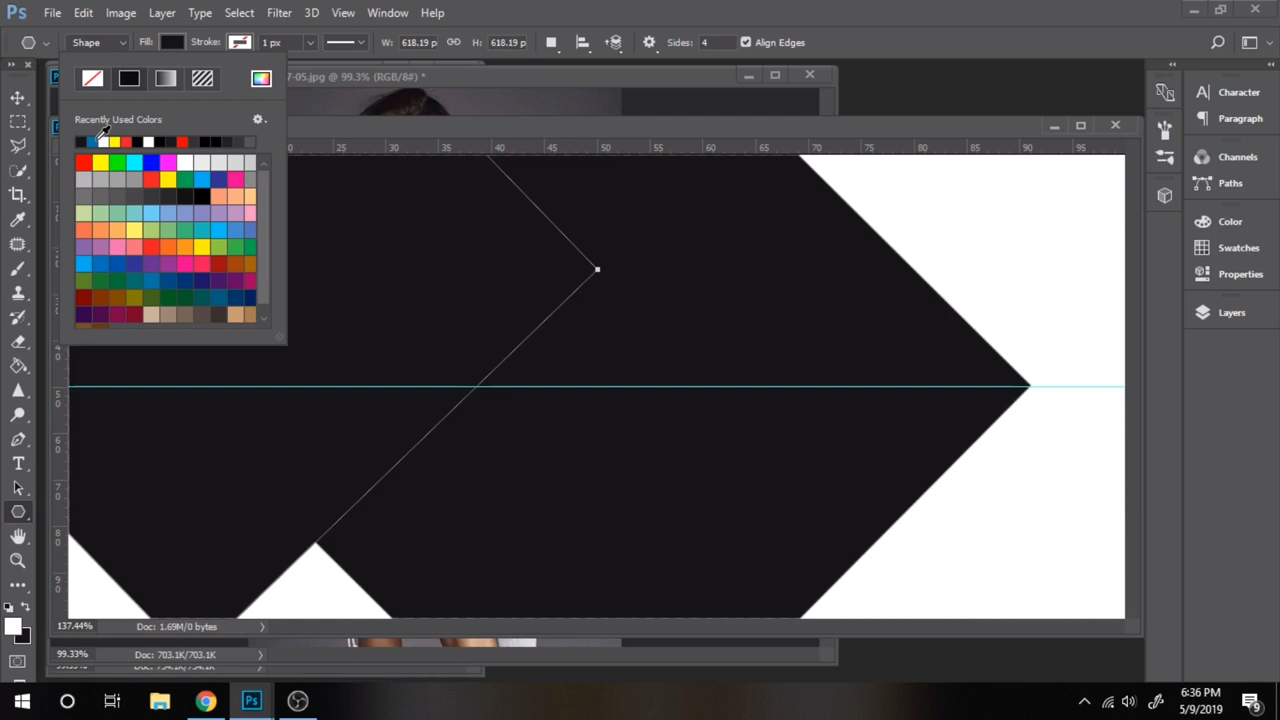 Ps File Edit Image Layer Type Select Filter 3D View Window Help
Shape Fill: Stroke: 1 px W: 618.19 p H: 618.19 p Sides: 4 Align Edges
7-05.jpg @ 99.3% (RGB/8#) *
Recently Used Colors
25 30 35 40 45 50 55 60 65 70 75 80 85 90 95
Character
Paragraph
Channels
Paths
Color
Swatches
Properties
Layers
137.44% Doc: 1.69M/0 bytes
99.33% Doc: 703.1K/703.1K
6:36 PM
5/9/2019